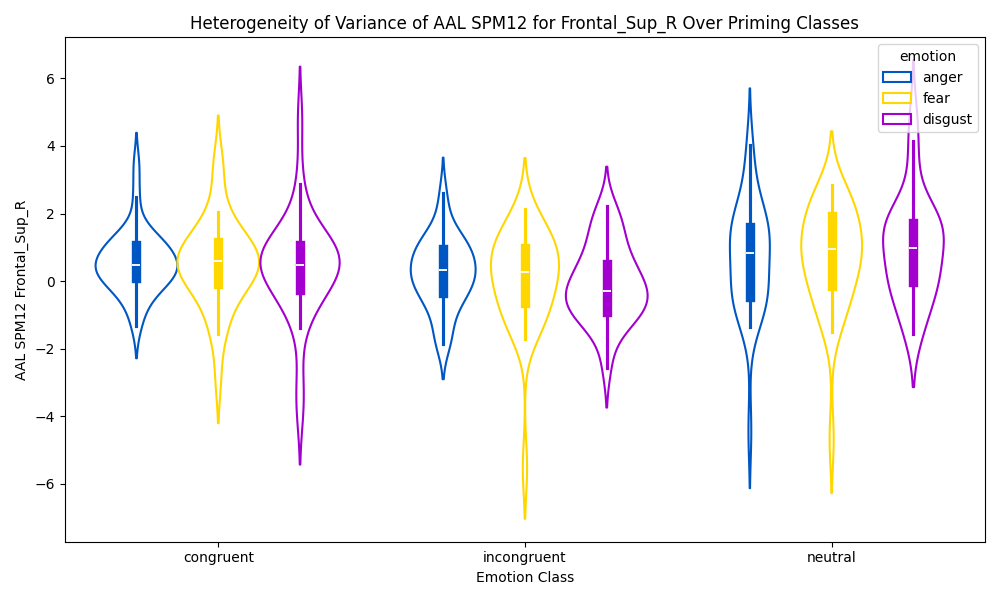 Heterogeneity of Variance of AAL SPM12 for Frontal_Sup_R Over Priming Classes
emotion
anger
fear
disgust
6
4
2
0
−2
−4
−6
AAL SPM12 Frontal_Sup_R
congruent
incongruent
neutral
Emotion Class